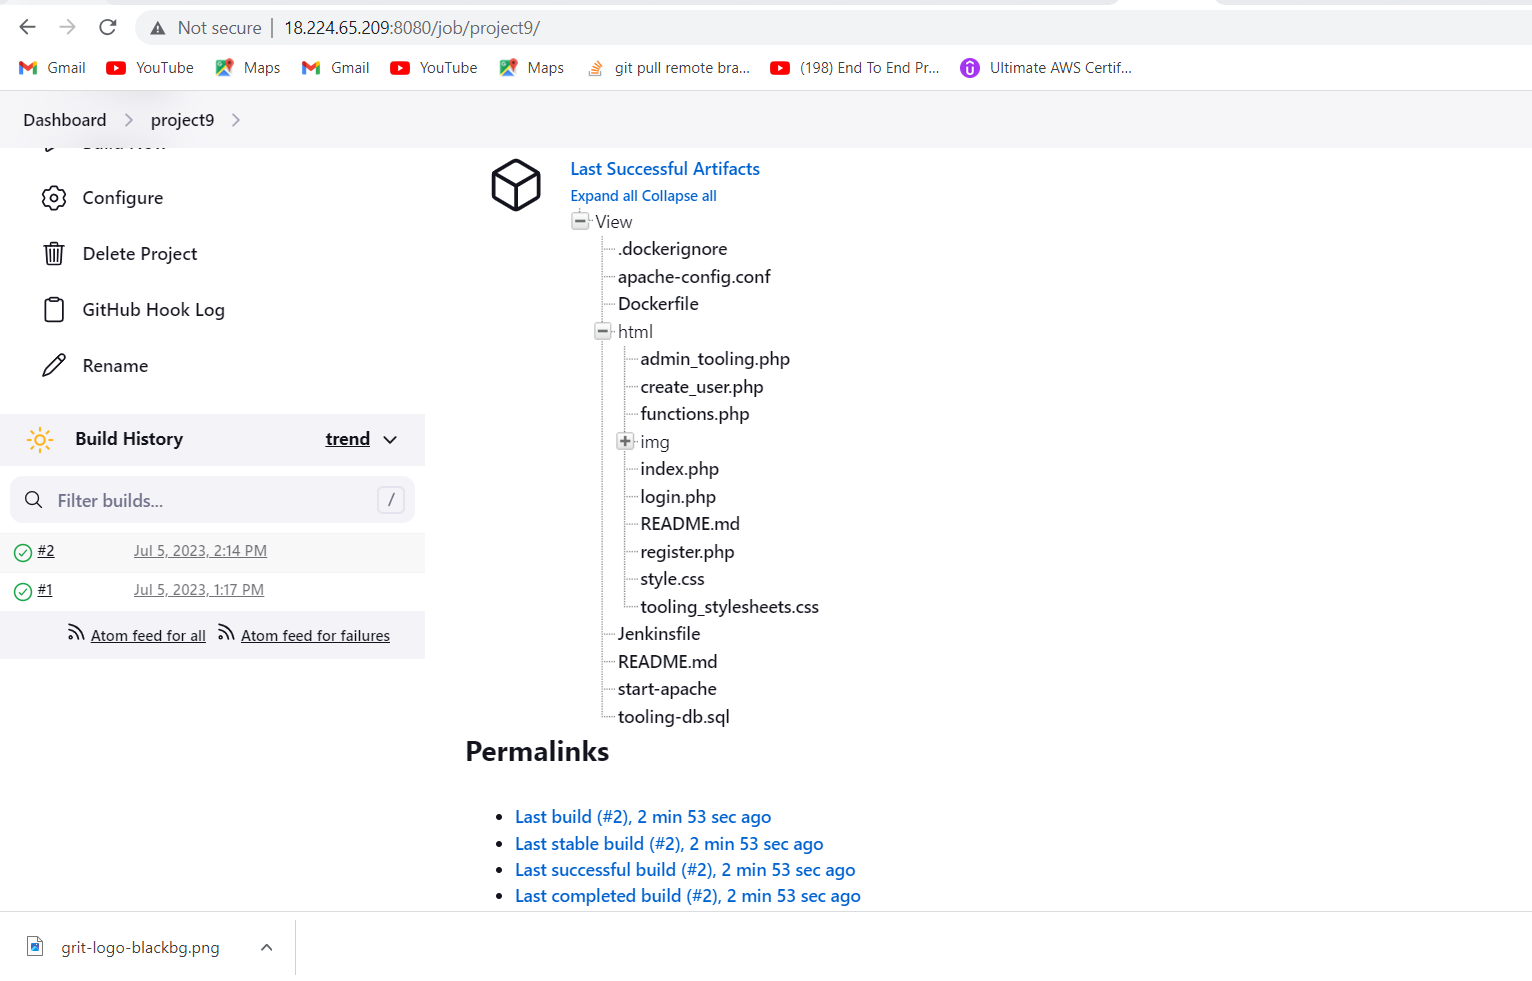 Not secure | 18.224.65.209:8080/job/project9/
Gmail YouTube Maps Gmail YouTube Maps git pull remote bra... (198) End To End Pr... Ultimate AWS Certif...
Dashboard project9
Build Now
Configure
Delete Project
GitHub Hook Log
Rename
Build History trend
Filter builds... /
#2 Jul 5, 2023, 2:14 PM
#1 Jul 5, 2023, 1:17 PM
Atom feed for all Atom feed for failures
Last Successful Artifacts
Expand all Collapse all
View
.dockerignore
apache-config.conf
Dockerfile
html
admin_tooling.php
create_user.php
functions.php
img
index.php
login.php
README.md
register.php
style.css
tooling_stylesheets.css
Jenkinsfile
README.md
start-apache
tooling-db.sql
Permalinks
Last build (#2), 2 min 53 sec ago
Last stable build (#2), 2 min 53 sec ago
Last successful build (#2), 2 min 53 sec ago
Last completed build (#2), 2 min 53 sec ago
grit-logo-blackbg.png